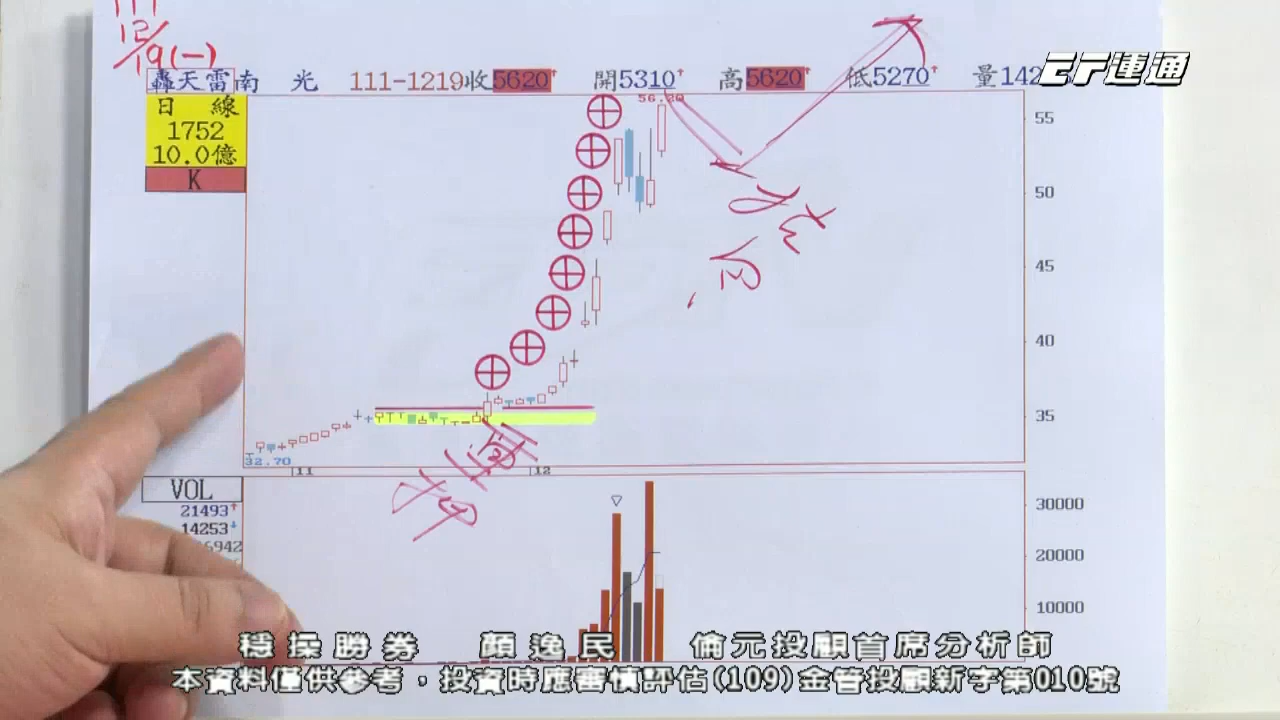 111
12/19(一)
轟天雷南 光 111-1219收5620↑ 開5310↑ 高5620↑ 低5270↑ 量142
EF運通
日 線
1752
10.0億
K
56.20
55
50
45
40
35
32.70
11
12
VOL
21493↑
14253↓
6942
30000
20000
10000
穩操勝券 顏逸民 倫元投顧首席分析師
本資料僅供參考，投資時應審慎評估(109)金管投顧新字第010號